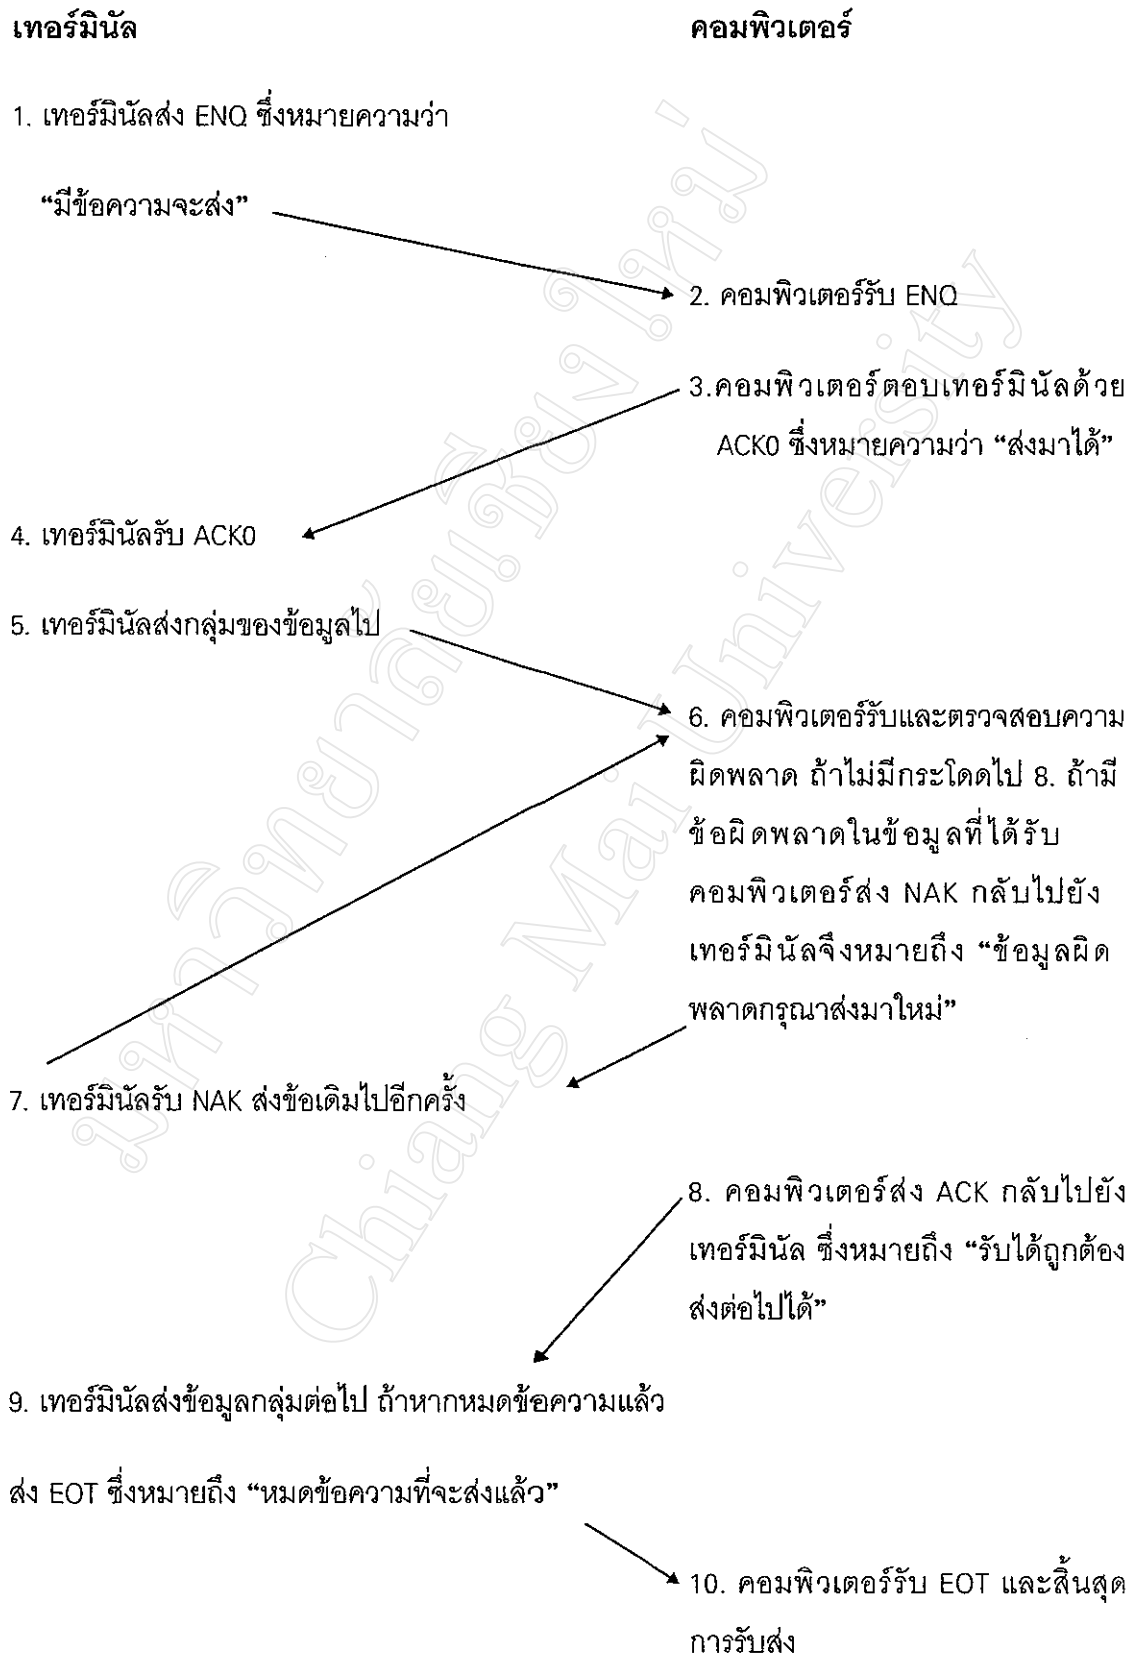 เทอร์มินัล
คอมพิวเตอร์
1. เทอร์มินัลส่ง ENQ ซึ่งหมายความว่า
“มีข้อความจะส่ง”
2. คอมพิวเตอร์รับ ENQ
3.คอมพิวเตอร์ตอบเทอร์มินัลด้วย
ACK0 ซึ่งหมายความว่า “ส่งมาได้”
4. เทอร์มินัลรับ ACK0
5. เทอร์มินัลส่งกลุ่มของข้อมูลไป
6. คอมพิวเตอร์รับและตรวจสอบความ
ผิดพลาด ถ้าไม่มีกระโดดไป 8. ถ้ามี
ข้อผิดพลาดในข้อมูลที่ได้รับ
คอมพิวเตอร์ส่ง NAK กลับไปยัง
เทอร์มินัลจึงหมายถึง “ข้อมูลผิด
พลาดกรุณาส่งมาใหม่”
7. เทอร์มินัลรับ NAK ส่งข้อเดิมไปอีกครั้ง
8. คอมพิวเตอร์ส่ง ACK กลับไปยัง
เทอร์มินัล ซึ่งหมายถึง “รับได้ถูกต้อง
ส่งต่อไปได้”
9. เทอร์มินัลส่งข้อมูลกลุ่มต่อไป ถ้าหากหมดข้อความแล้ว
ส่ง EOT ซึ่งหมายถึง “หมดข้อความที่จะส่งแล้ว”
10. คอมพิวเตอร์รับ EOT และสิ้นสุด
การรับส่ง
มหาวิทยาลัยเชียงใหม่
Chiang Mai University